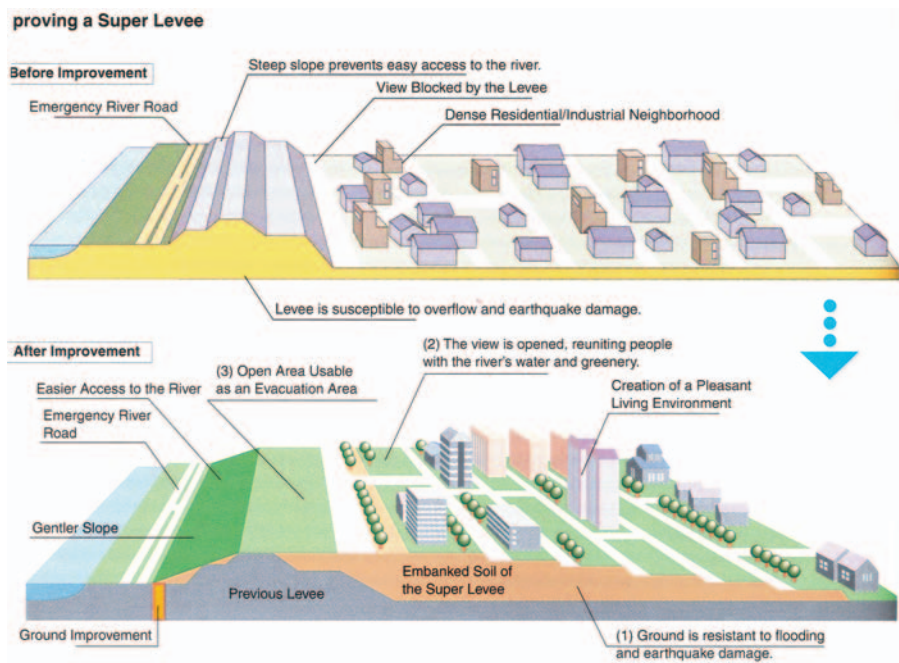 proving a Super Levee
Before Improvement
Steep slope prevents easy access to the river.
View Blocked by the Levee
Emergency River Road
Dense Residential/Industrial Neighborhood
Levee is susceptible to overflow and earthquake damage.
After Improvement
(2) The view is opened, reuniting people
with the river's water and greenery.
(3) Open Area Usable
as an Evacuation Area
Easier Access to the River
Creation of a Pleasant
Living Environment
Emergency River
Road
Gentler Slope
Previous Levee
Embanked Soil of
the Super Levee
Ground Improvement
(1) Ground is resistant to flooding
and earthquake damage.